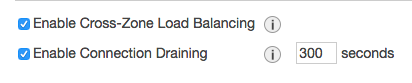 Enable Cross-Zone Load Balancing i
Enable Connection Draining i 300 seconds